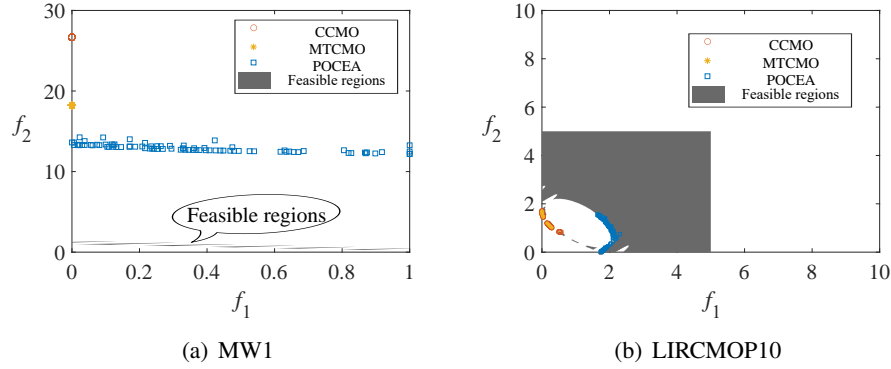 30
20
10
0
f2
0
0.2
0.4
0.6
0.8
1
f1
CCMO
MTCMO
POCEA
Feasible regions
Feasible regions
(a) MW1
10
8
6
4
2
0
f2
0
2
4
6
8
10
f1
CCMO
MTCMO
POCEA
Feasible regions
(b) LIRCMOP10